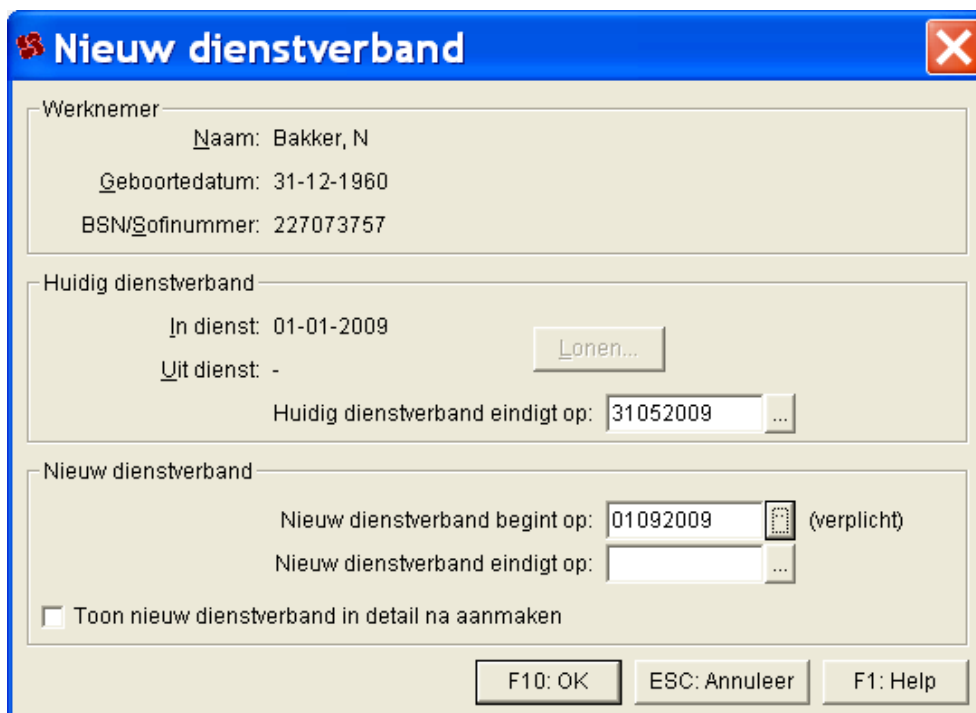 Nieuw dienstverband
Werknemer
Naam: Bakker, N
Geboortedatum: 31-12-1960
BSN/Sofinummer: 227073757
Huidig dienstverband
In dienst: 01-01-2009
Lonen...
Uit dienst: -
Huidig dienstverband eindigt op: 31052009 ...
Nieuw dienstverband
Nieuw dienstverband begint op: 01092009 ... (verplicht)
Nieuw dienstverband eindigt op: ...
Toon nieuw dienstverband in detail na aanmaken
F10: OK ESC: Annuleer F1: Help